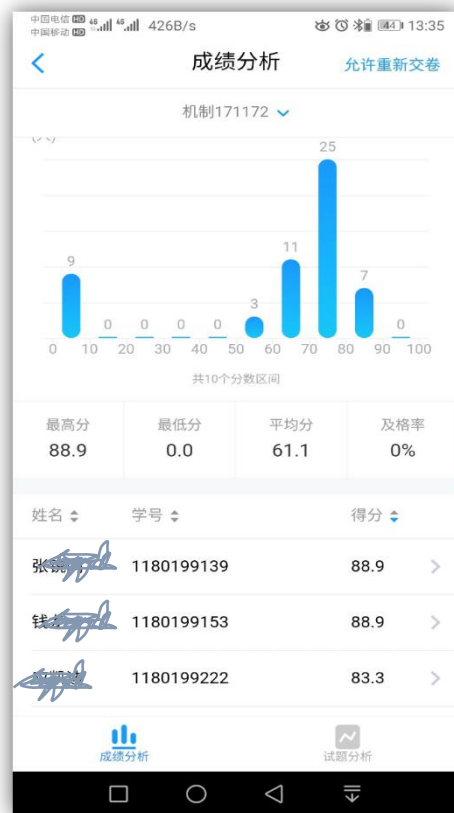 中国电信 HD 4G 4G 426B/s 44 13:35
中国移动 HD
成绩分析 允许重新交卷
机制171172
25
11
9
7
3
0 0 0 0 0
0 10 20 30 40 50 60 70 80 90 100
共10个分数区间
最高分 最低分 平均分 及格率
88.9 0.0 61.1 0%
姓名 学号 得分
张 1180199139 88.9
钱 1180199153 88.9
1180199222 83.3
成绩分析 试题分析